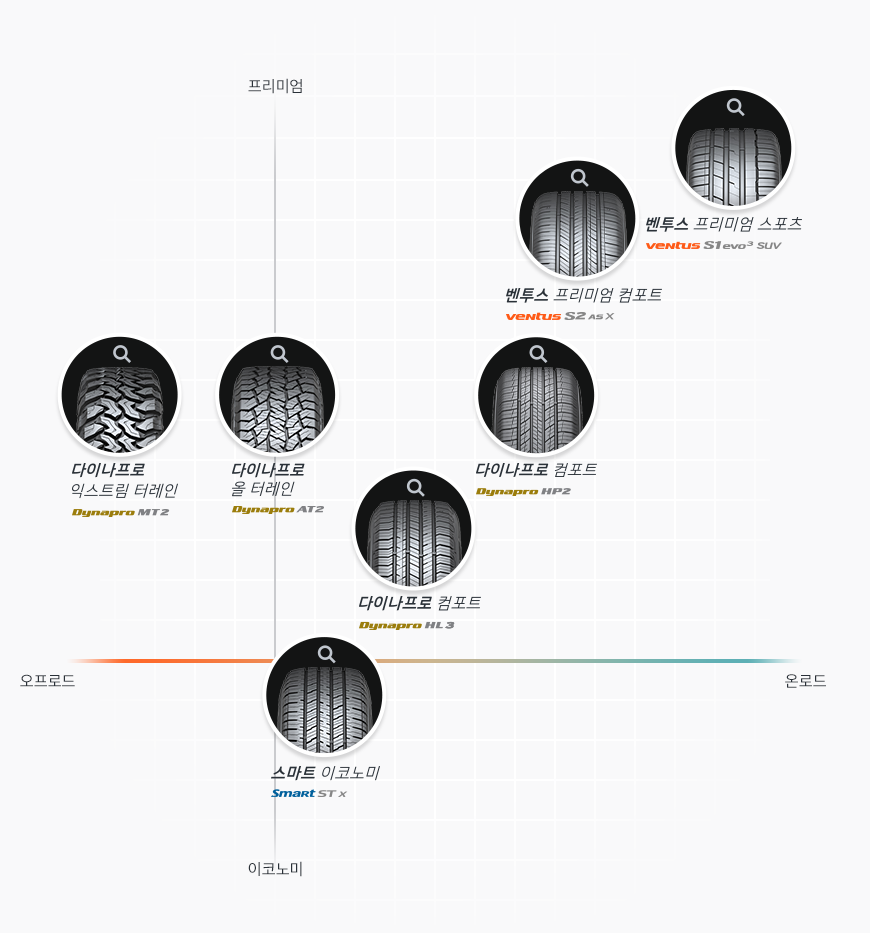 프리미엄
벤투스 프리미엄 스포츠
ventus S1 evo³ SUV
벤투스 프리미엄 컴포트
ventus S2 AS X
다이나프로
익스트림 터레인
Dynapro MT2
다이나프로
올 터레인
Dynapro AT2
다이나프로 컴포트
Dynapro HP2
다이나프로 컴포트
Dynapro HL3
오프로드
온로드
스마트 이코노미
Smart ST X
이코노미